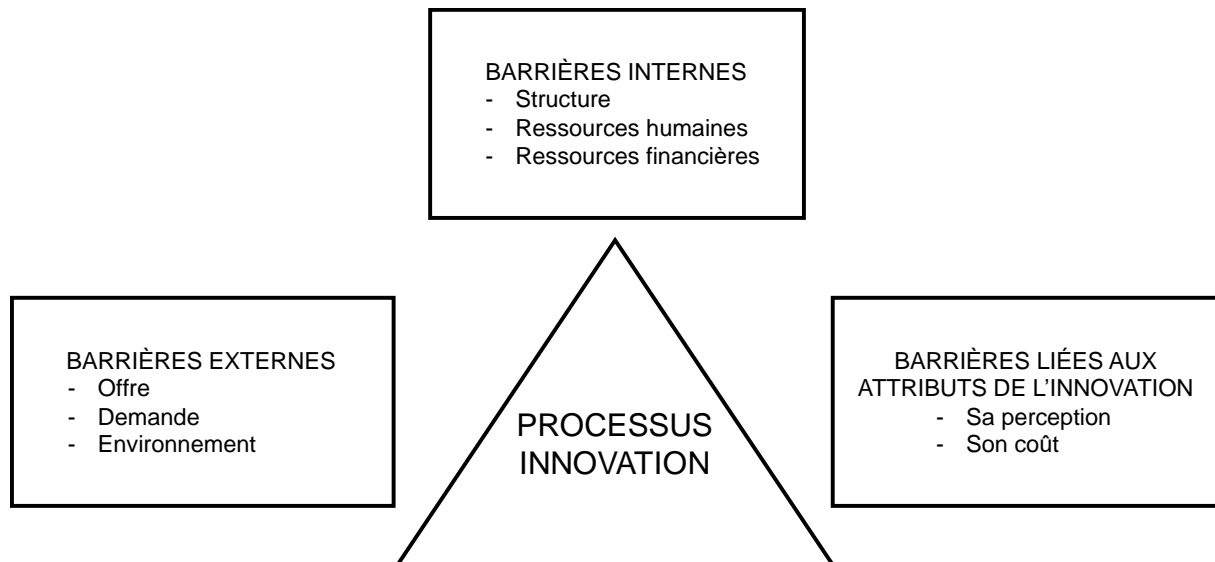 BARRIÈRES INTERNES
- Structure
- Ressources humaines
- Ressources financières
BARRIÈRES EXTERNES
- Offre
- Demande
- Environnement
PROCESSUS
INNOVATION
BARRIÈRES LIÉES AUX
ATTRIBUTS DE L’INNOVATION
- Sa perception
- Son coût